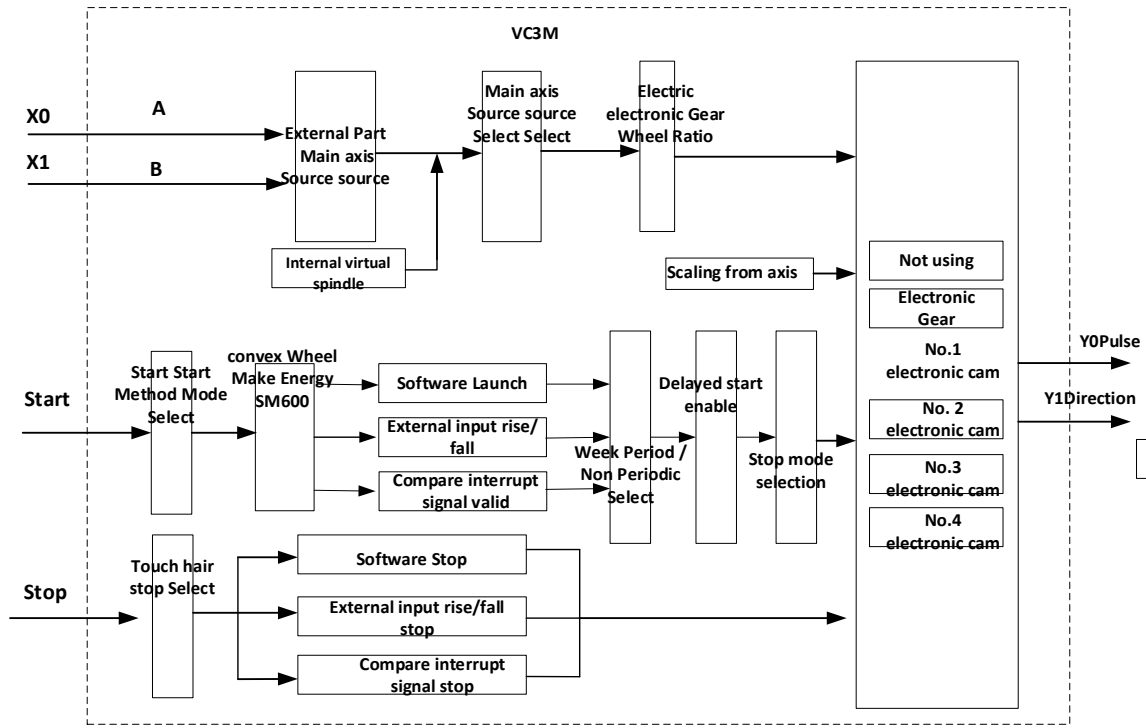 VC3M
X0
A
X1
B
External Part
Main axis
Source source
Main axis
Source source
Select Select
Electric
electronic Gear
Wheel Ratio
Internal virtual
spindle
Scaling from axis
Not using
Electronic
Gear
No.1
electronic cam
No. 2
electronic cam
No.3
electronic cam
No.4
electronic cam
Y0Pulse
Y1Direction
Start
Start Start
Method Mode
Select
convex Wheel
Make Energy
SM600
Software Launch
External input rise/
fall
Compare interrupt
signal valid
Week Period /
Non Periodic
Select
Delayed start
enable
Stop mode
selection
Stop
Touch hair
stop Select
Software Stop
External input rise/fall
stop
Compare interrupt
signal stop